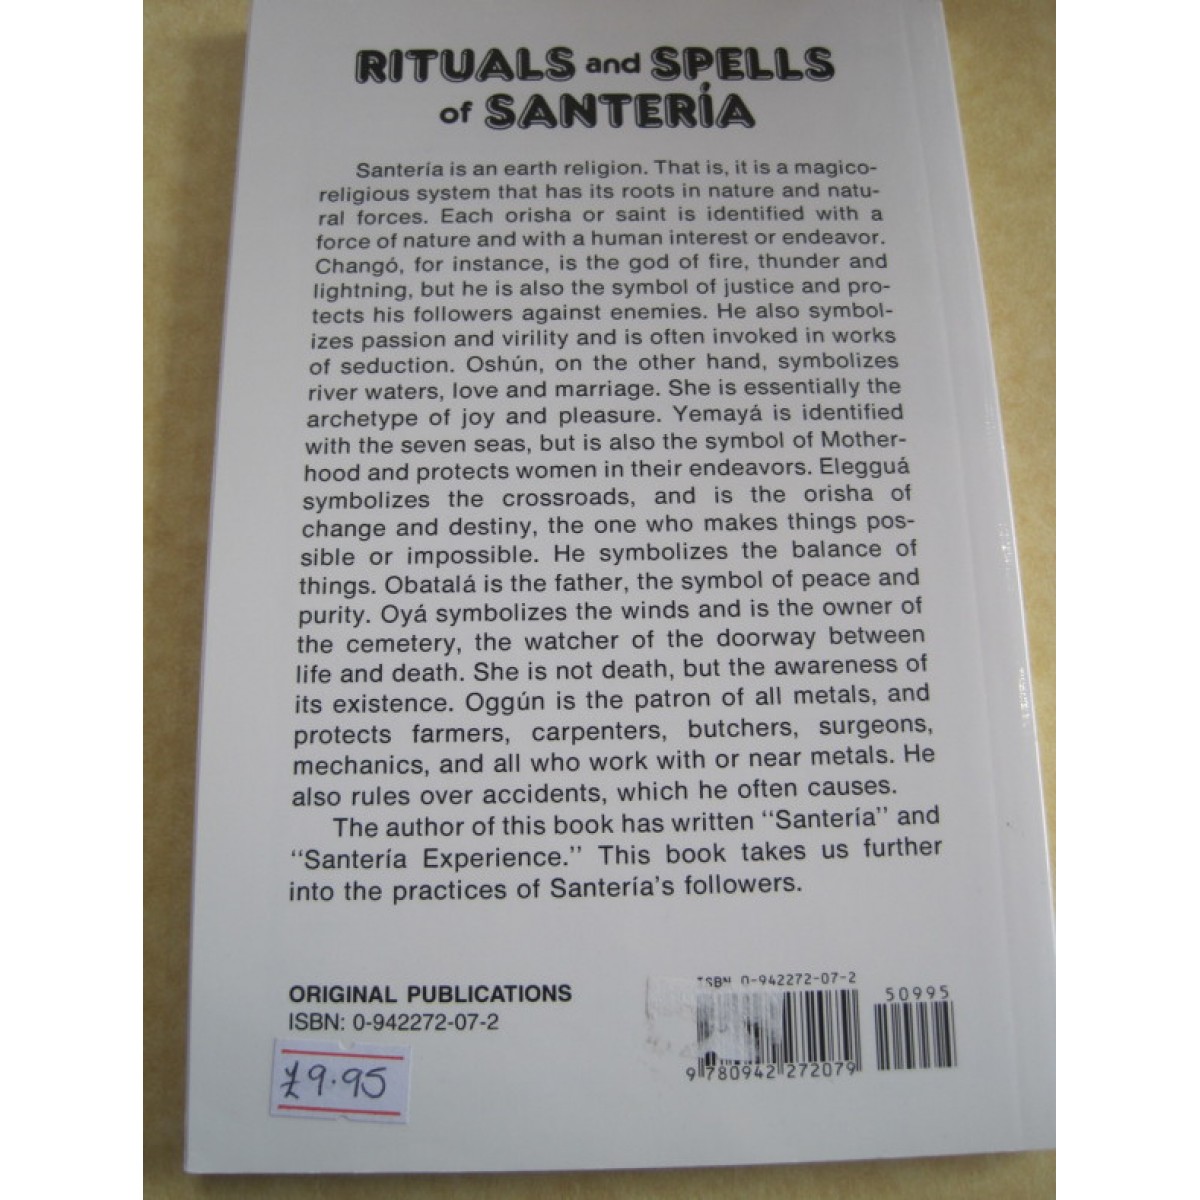 RITUALS and SPELLS
of SANTERÍA
Santería is an earth religion. That is, it is a magico-
religious system that has its roots in nature and natu-
ral forces. Each orisha or saint is identified with a
force of nature and with a human interest or endeavor.
Changó, for instance, is the god of fire, thunder and
lightning, but he is also the symbol of justice and pro-
tects his followers against enemies. He also symbol-
izes passion and virility and is often invoked in works
of seduction. Oshún, on the other hand, symbolizes
river waters, love and marriage. She is essentially the
archetype of joy and pleasure. Yemayá is identified
with the seven seas, but is also the symbol of Mother-
hood and protects women in their endeavors. Eleggúa
symbolizes the crossroads, and is the orisha of
change and destiny, the one who makes things pos-
sible or impossible. He symbolizes the balance of
things. Obatalá is the father, the symbol of peace and
purity. Oyá symbolizes the winds and is the owner of
the cemetery, the watcher of the doorway between
life and death. She is not death, but the awareness of
its existence. Oggún is the patron of all metals, and
protects farmers, carpenters, butchers, surgeons,
mechanics, and all who work with or near metals. He
also rules over accidents, which he often causes.
The author of this book has written "Santería" and
"Santería Experience." This book takes us further
into the practices of Santería's followers.
ORIGINAL PUBLICATIONS
ISBN: 0-942272-07-2
£9.95
ISBN 0-942272-07-2
50995
9 780942 272079